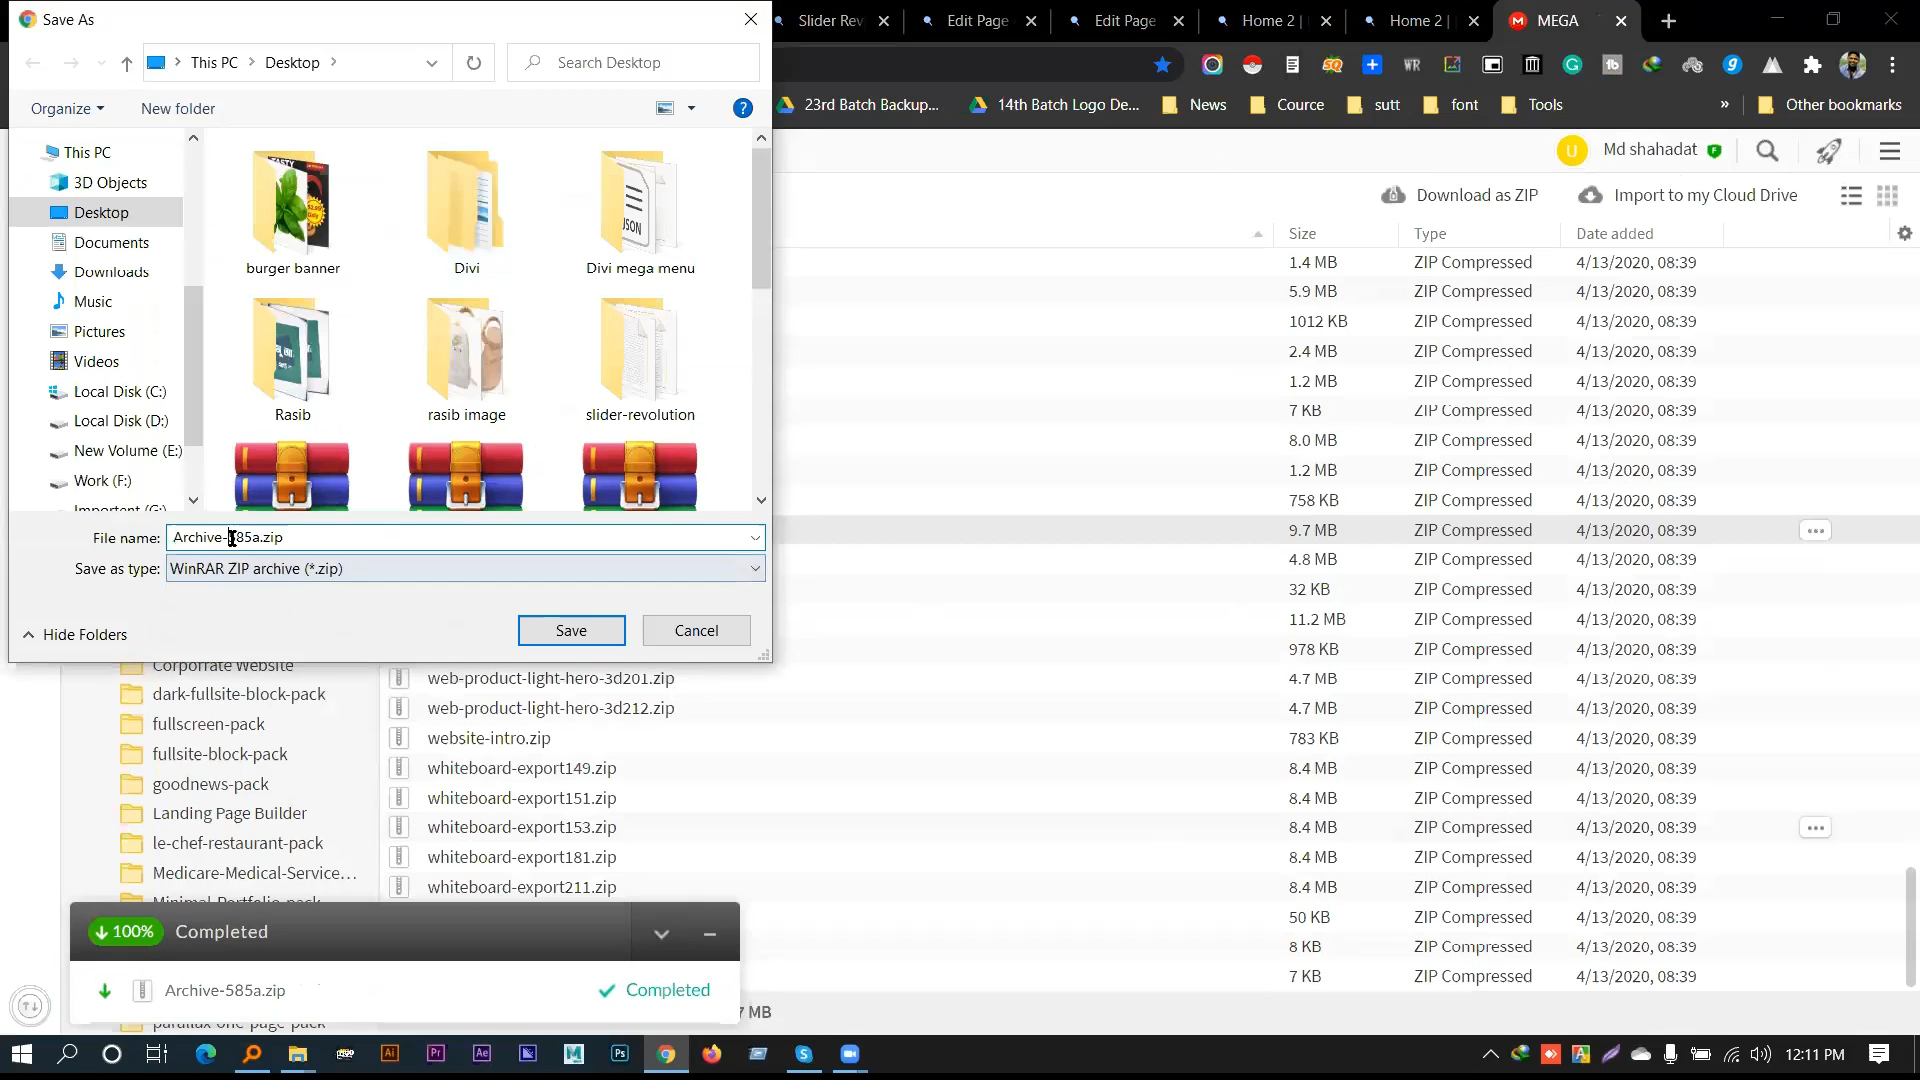 Save As
Slider Rev
Edit Page
Edit Page
Home 2 |
Home 2 |
MEGA
This PC
Desktop
Search Desktop
23rd Batch Backup...
14th Batch Logo De...
News
Cource
sutt
font
Tools
»
Other bookmarks
Organize
New folder
This PC
3D Objects
Desktop
Documents
Downloads
Music
Pictures
Videos
Local Disk (C:)
Local Disk (D:)
New Volume (E:)
Work (F:)
Importent (G:)
burger banner
Divi
Divi mega menu
Rasib
rasib image
slider-revolution
File name:
Archive-585a.zip
Save as type:
WinRAR ZIP archive (*.zip)
Hide Folders
Save
Cancel
U
Md shahadat
Download as ZIP
Import to my Cloud Drive
Size Type Date added
1.4 MB ZIP Compressed 4/13/2020, 08:39
5.9 MB ZIP Compressed 4/13/2020, 08:39
1012 KB ZIP Compressed 4/13/2020, 08:39
2.4 MB ZIP Compressed 4/13/2020, 08:39
1.2 MB ZIP Compressed 4/13/2020, 08:39
7 KB ZIP Compressed 4/13/2020, 08:39
8.0 MB ZIP Compressed 4/13/2020, 08:39
1.2 MB ZIP Compressed 4/13/2020, 08:39
758 KB ZIP Compressed 4/13/2020, 08:39
9.7 MB ZIP Compressed 4/13/2020, 08:39
4.8 MB ZIP Compressed 4/13/2020, 08:39
32 KB ZIP Compressed 4/13/2020, 08:39
11.2 MB ZIP Compressed 4/13/2020, 08:39
978 KB ZIP Compressed 4/13/2020, 08:39
web-product-light-hero-3d201.zip 4.7 MB ZIP Compressed 4/13/2020, 08:39
web-product-light-hero-3d212.zip 4.7 MB ZIP Compressed 4/13/2020, 08:39
website-intro.zip 783 KB ZIP Compressed 4/13/2020, 08:39
whiteboard-export149.zip 8.4 MB ZIP Compressed 4/13/2020, 08:39
whiteboard-export151.zip 8.4 MB ZIP Compressed 4/13/2020, 08:39
whiteboard-export153.zip 8.4 MB ZIP Compressed 4/13/2020, 08:39
whiteboard-export181.zip 8.4 MB ZIP Compressed 4/13/2020, 08:39
whiteboard-export211.zip 8.4 MB ZIP Compressed 4/13/2020, 08:39
50 KB ZIP Compressed 4/13/2020, 08:39
8 KB ZIP Compressed 4/13/2020, 08:39
7 KB ZIP Compressed 4/13/2020, 08:39
7 MB
Corporrate Website
dark-fullsite-block-pack
fullscreen-pack
fullsite-block-pack
goodnews-pack
Landing Page Builder
le-chef-restaurant-pack
Medicare-Medical-Service...
Minimal-Portfolio-pack
parallax-one-page-pack
100% Completed
Archive-585a.zip
Completed
12:11 PM